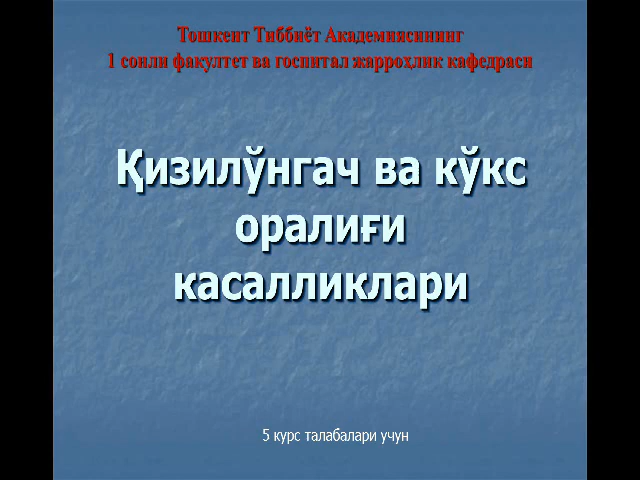 Тошкент Тиббиёт Академиясининг
1 сонли факултет ва госпитал жарроҳлик кафедраси
Қизилўнгач ва кўкс
оралиғи
касалликлари
5 курс талабалари учун